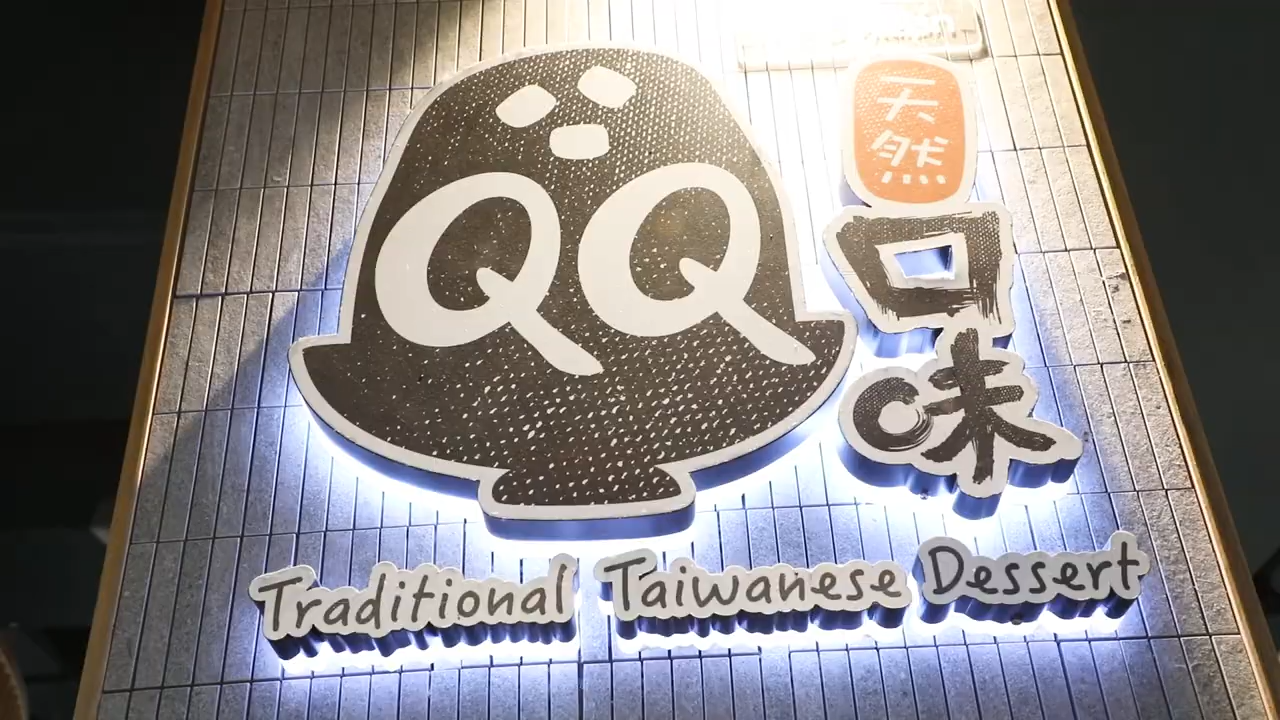 QQ
天然
口味
Traditional Taiwanese Dessert